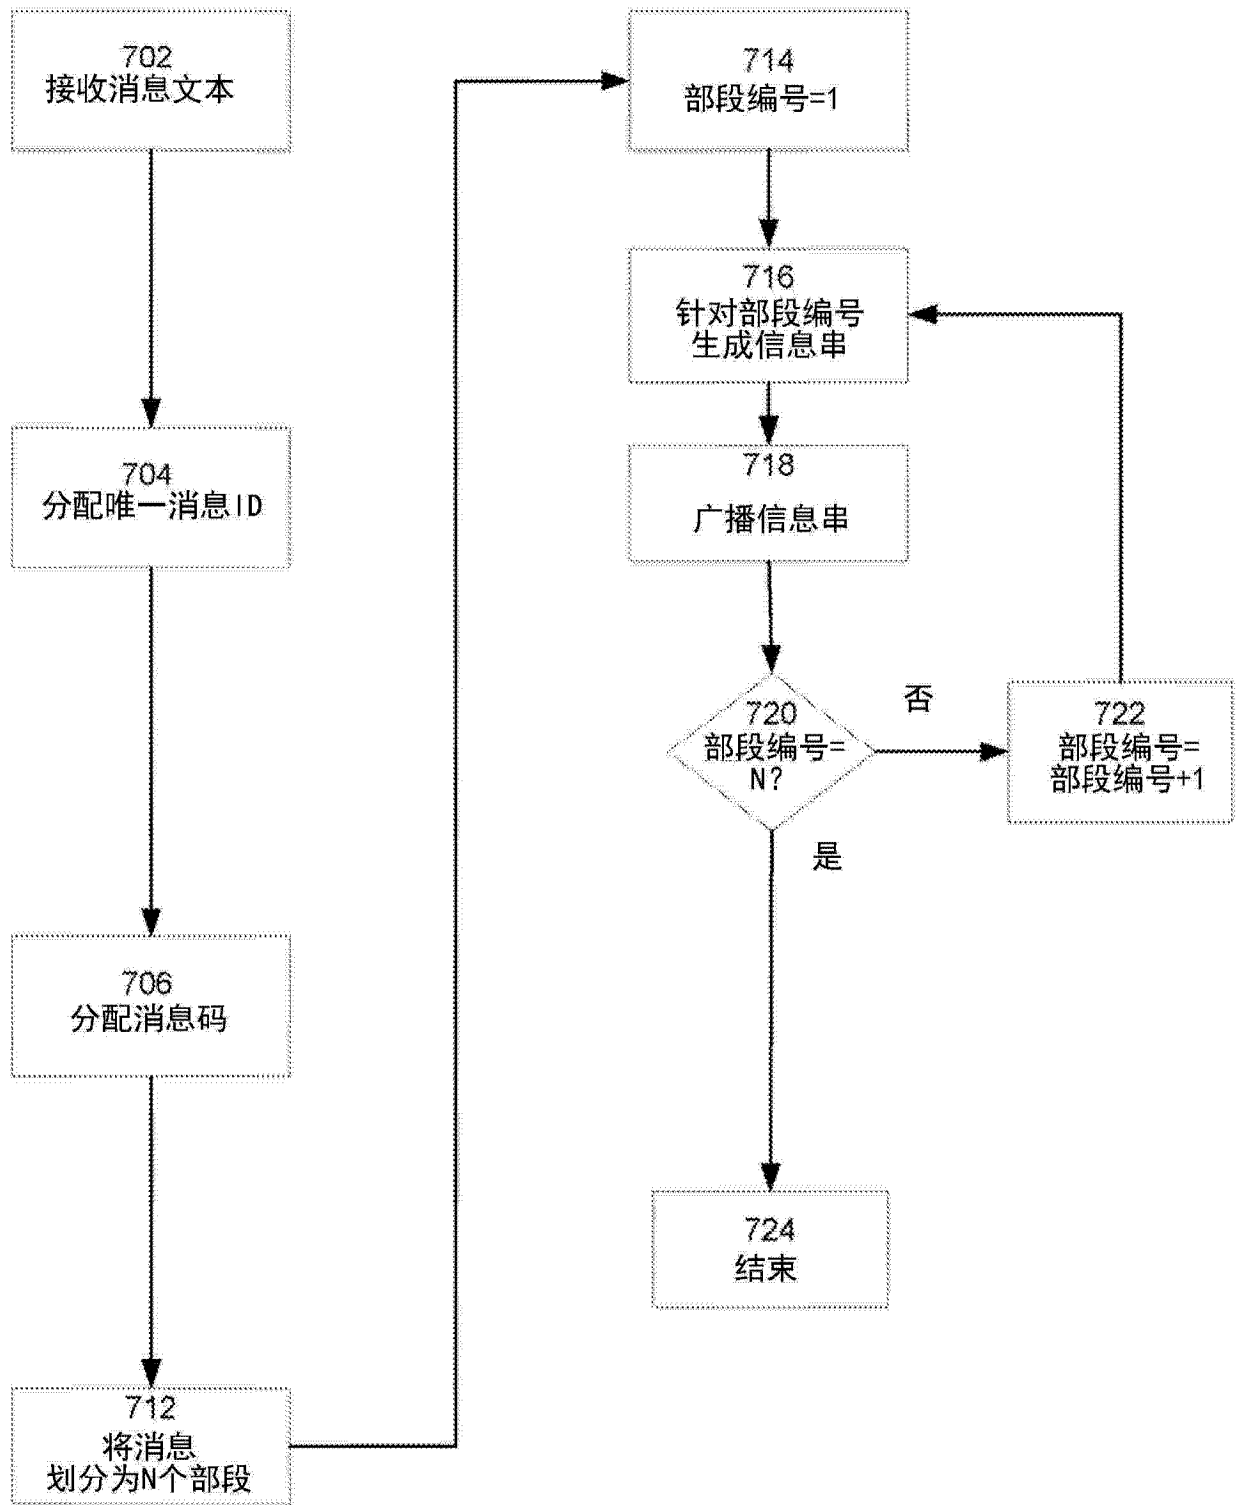 702
接收消息文本
704
分配唯一消息ID
706
分配消息码
712
将消息
划分为N个部段
714
部段编号=1
716
针对部段编号
生成信息串
718
广播信息串
720
部段编号=
N?
否
722
部段编号=
部段编号+1
是
724
结束